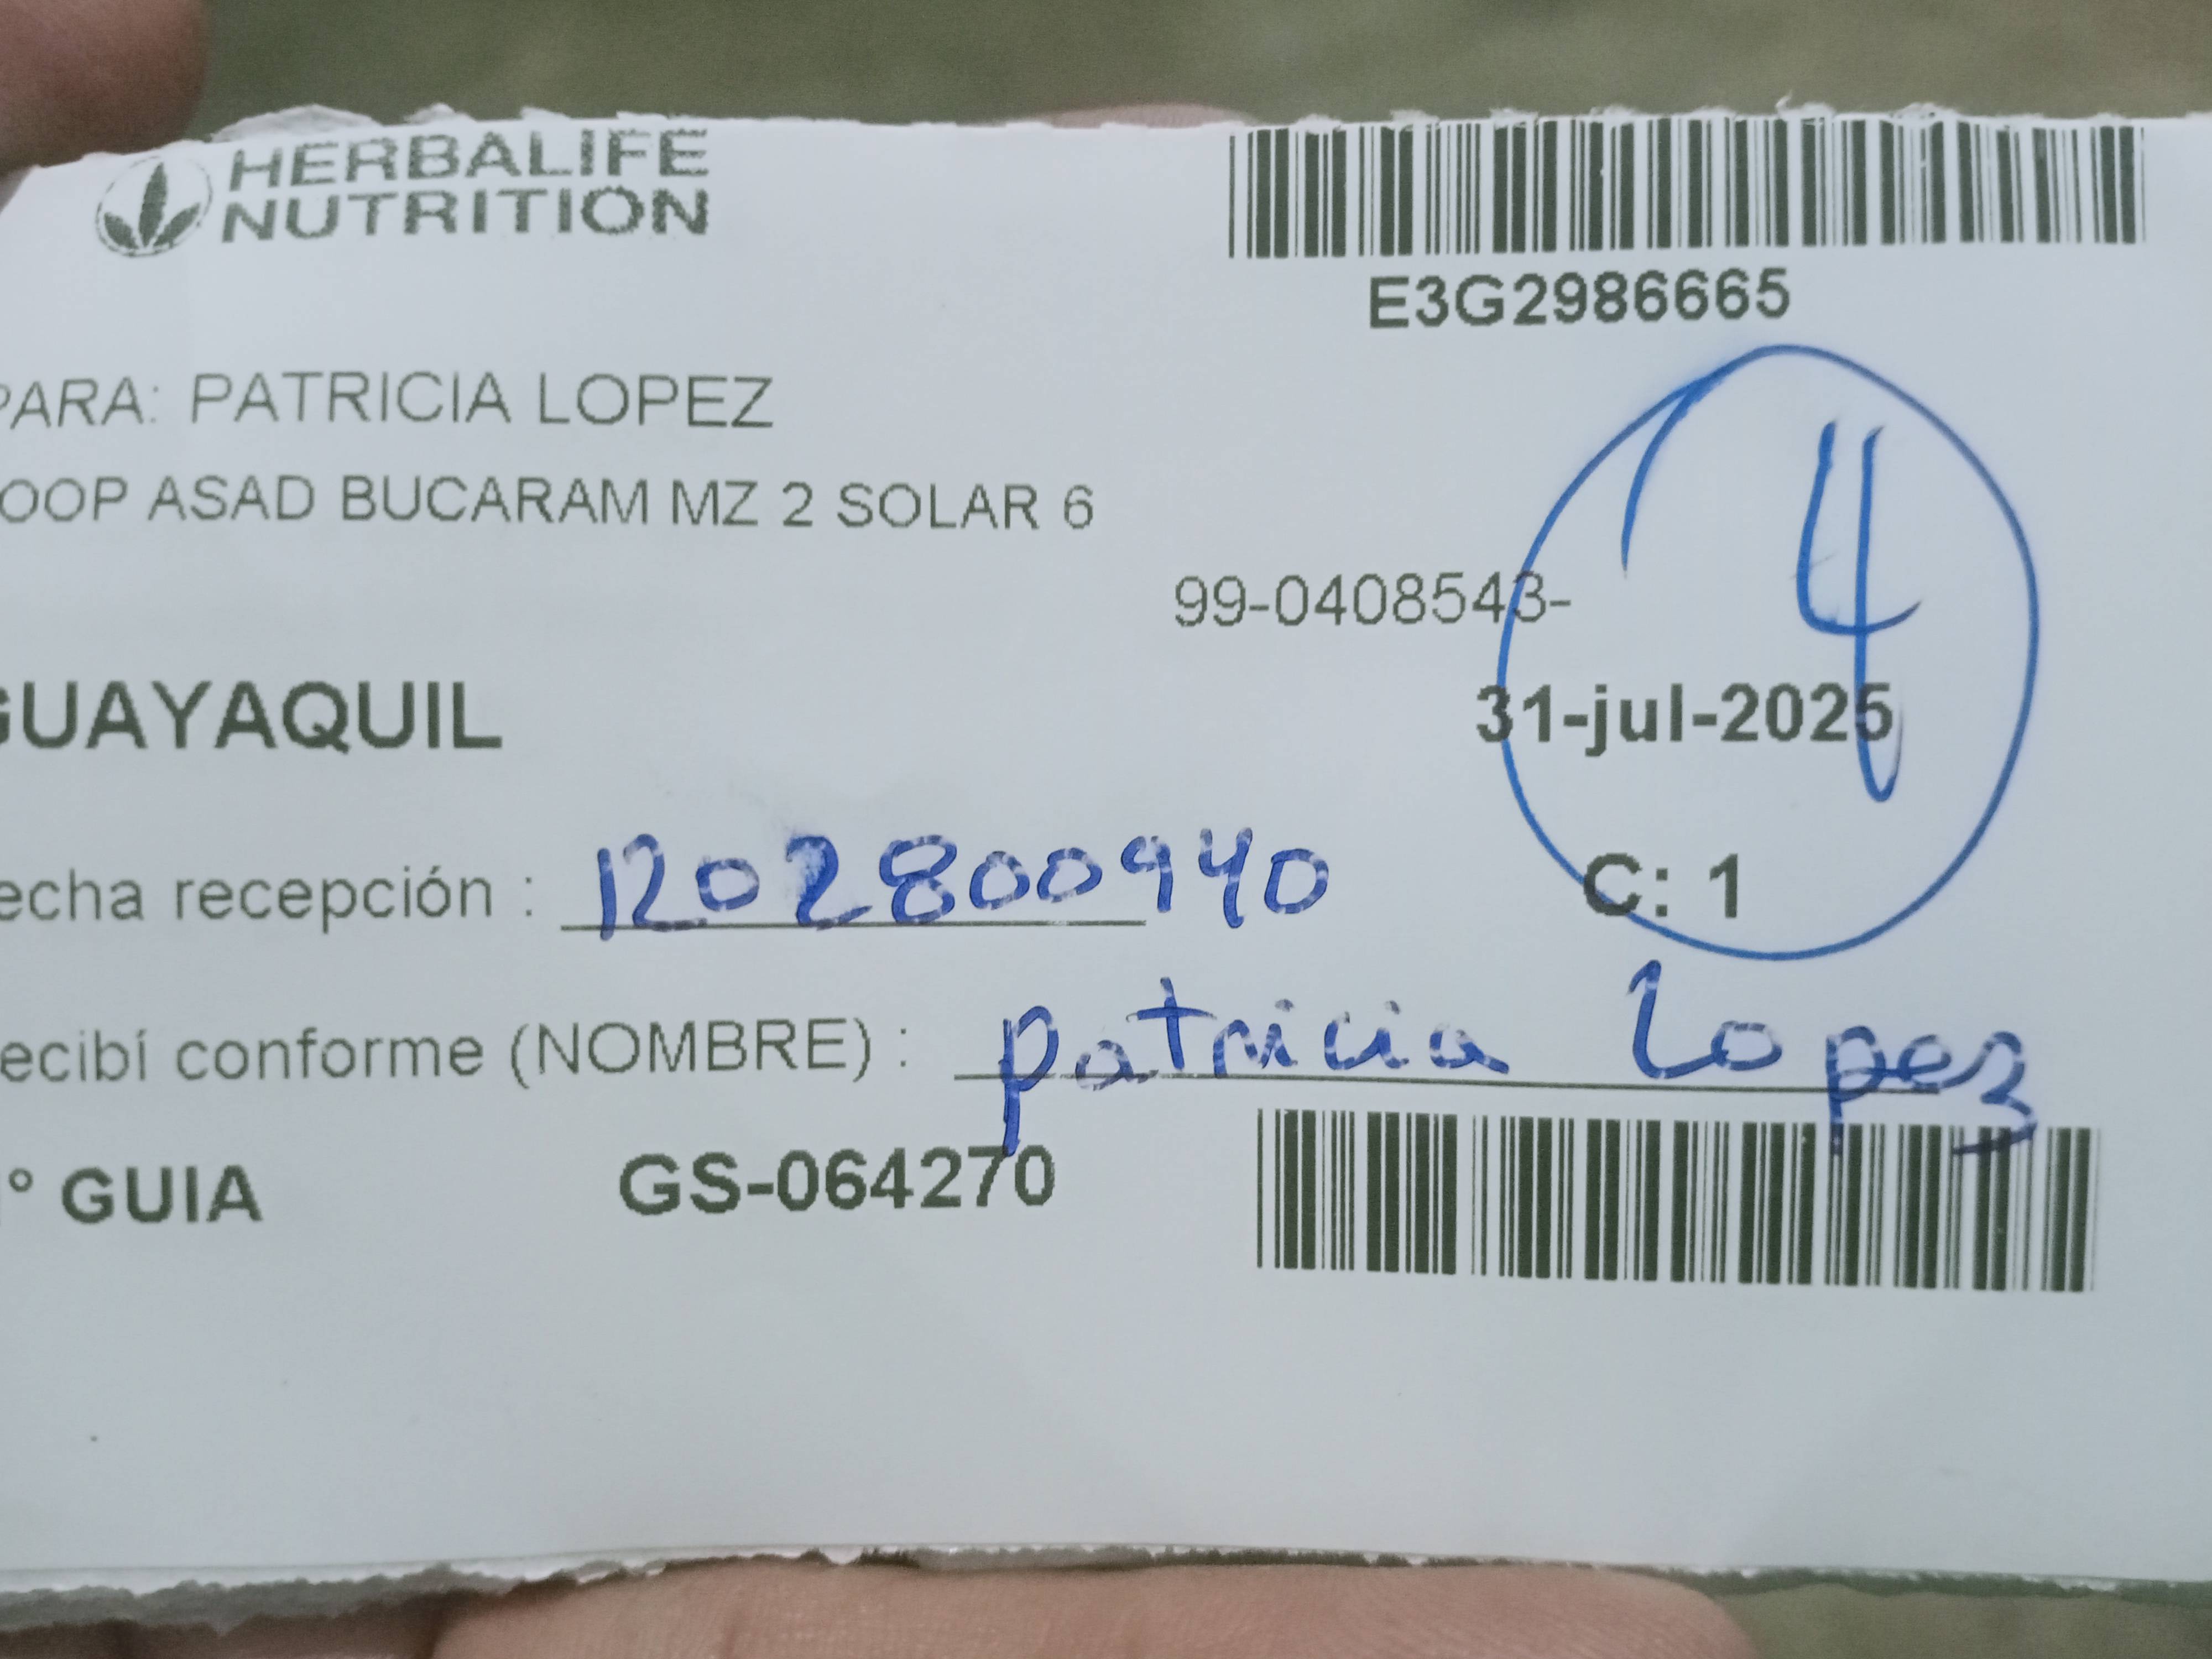 HERBALIFE
NUTRITION
E3G2986665
PARA: PATRICIA LOPEZ
OOP ASAD BUCARAM MZ 2 SOLAR 6
99-0408543-
4
GUAYAQUIL
31-jul-2025
echa recepción : 1202800940
C: 1
ecibí conforme (NOMBRE) : patricia Lopez
° GUIA GS-064270